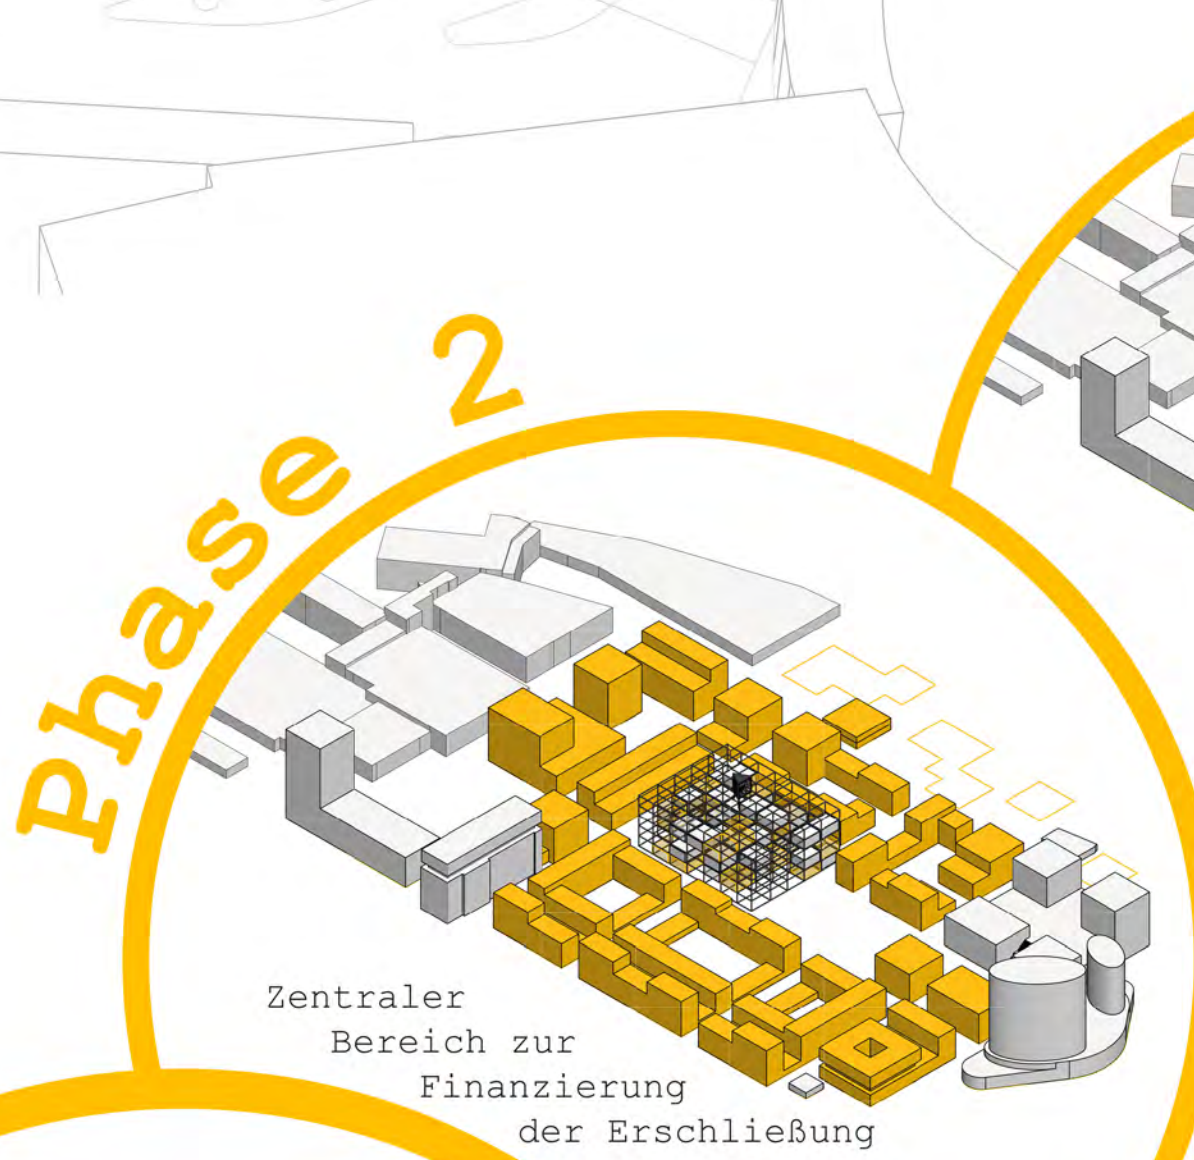 Phase 2
Zentraler
Bereich zur
Finanzierung
der Erschließung